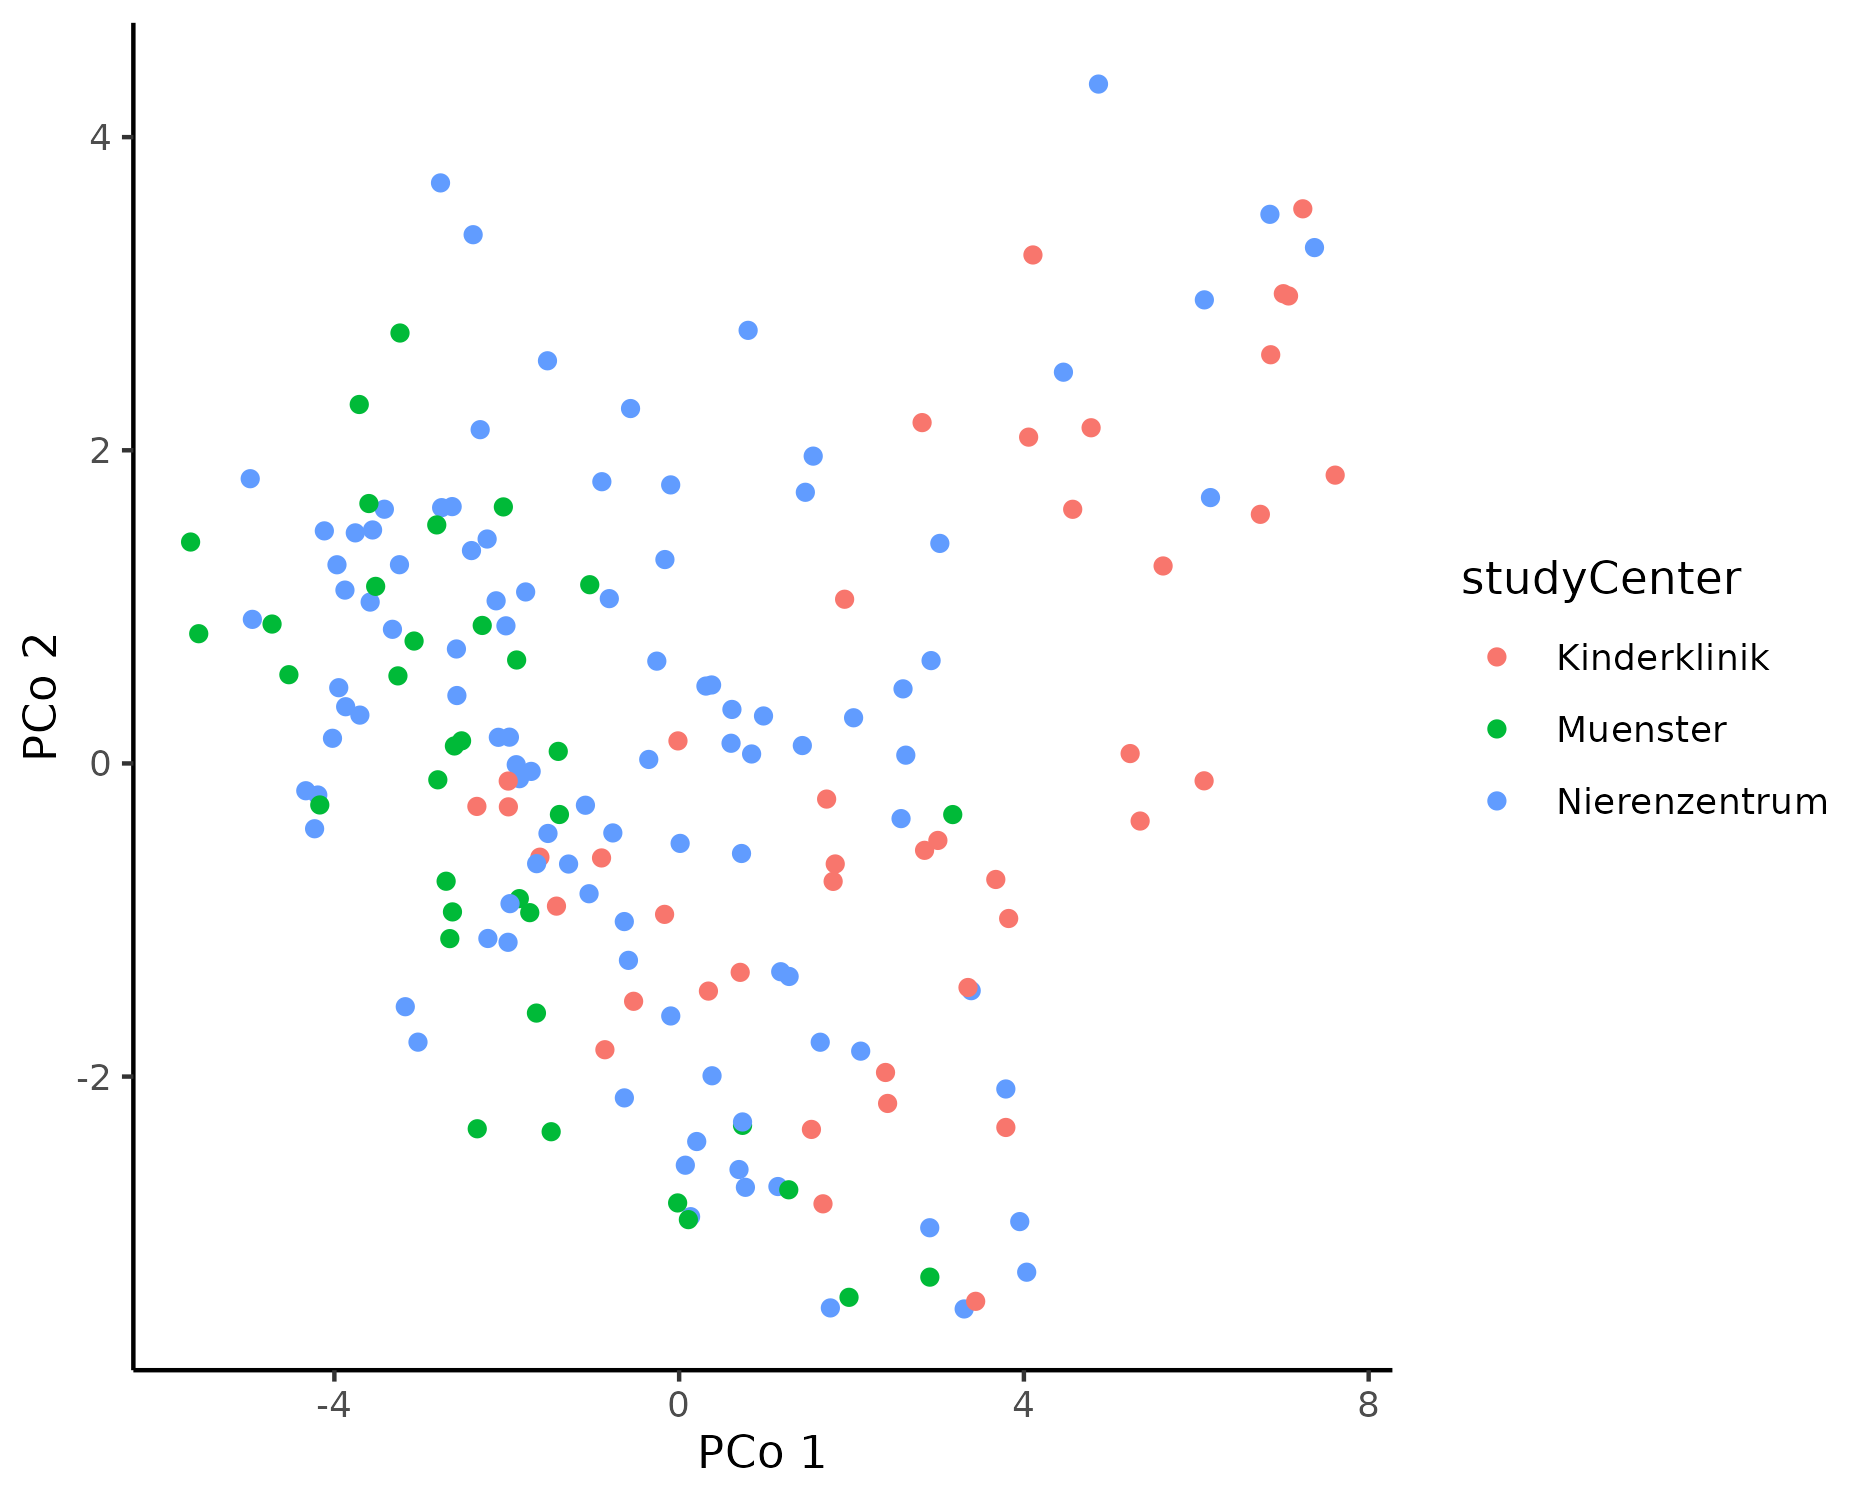 4
2
0
-2
PCo 2
-4
0
4
8
PCo 1
studyCenter
Kinderklinik
Muenster
Nierenzentrum